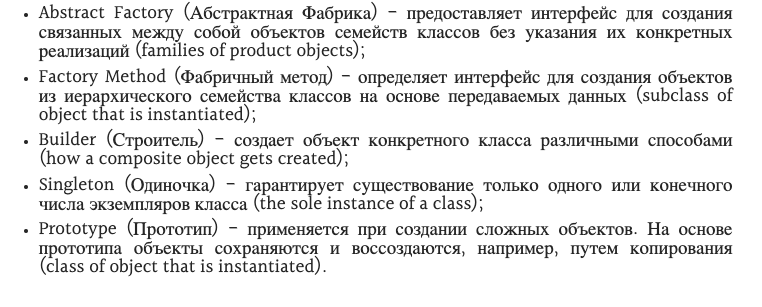 • Abstract Factory (Абстрактная Фабрика) – предоставляет интерфейс для создания
связанных между собой объектов семейств классов без указания их конкретных
реализаций (families of product objects);
• Factory Method (Фабричный метод) – определяет интерфейс для создания объектов
из иерархического семейства классов на основе передаваемых данных (subclass of
object that is instantiated);
• Builder (Строитель) – создает объект конкретного класса различными способами
(how a composite object gets created);
• Singleton (Одиночка) – гарантирует существование только одного или конечного
числа экземпляров класса (the sole instance of a class);
• Prototype (Прототип) – применяется при создании сложных объектов. На основе
прототипа объекты сохраняются и воссоздаются, например, путем копирования
(class of object that is instantiated).